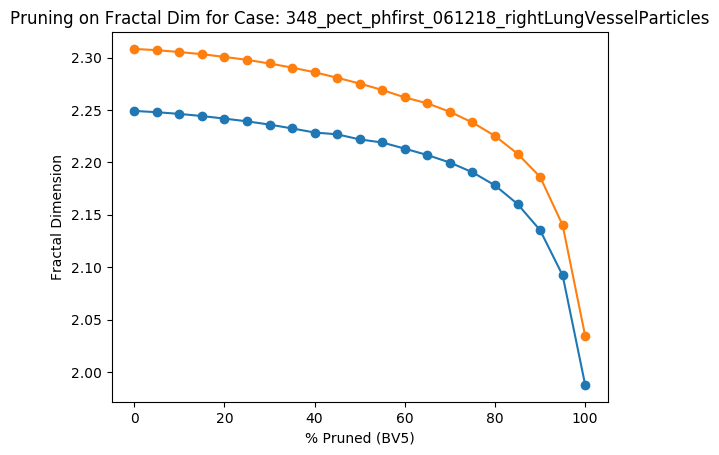 Pruning on Fractal Dim for Case: 348_pect_phfirst_061218_rightLungVesselParticles
Fractal Dimension
2.30
2.25
2.20
2.15
2.10
2.05
2.00
0 20 40 60 80 100
% Pruned (BV5)